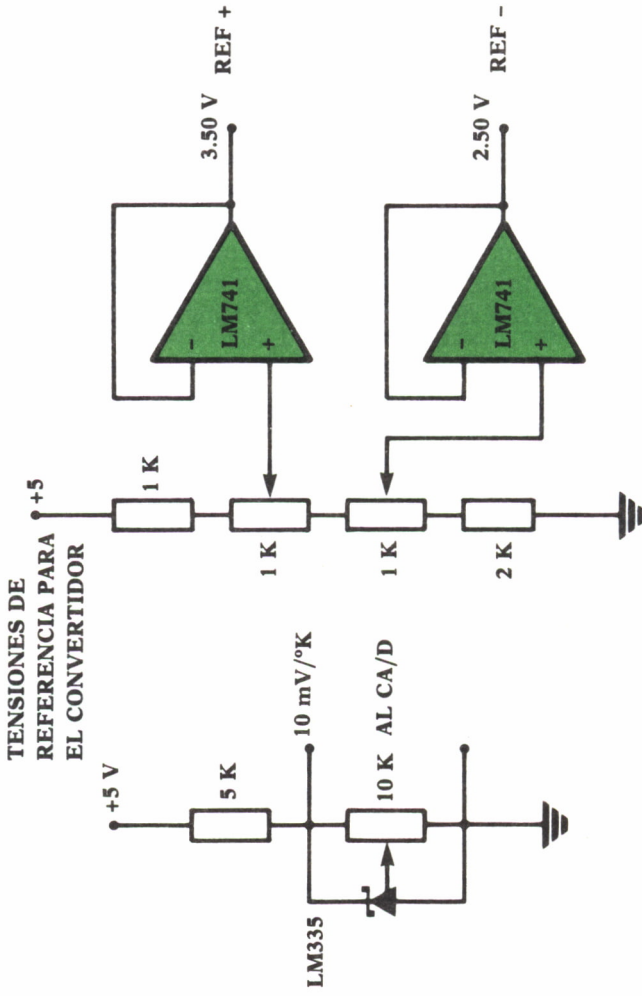 TENSIONES DE
REFERENCIA PARA
EL CONVERTIDOR
+5
1 K
1 K
1 K
2 K
−
LM741
+
3.50 V REF +
−
LM741
+
2.50 V REF −
+5 V
5 K
10 mV/ºK
10 K AL CA/D
LM335